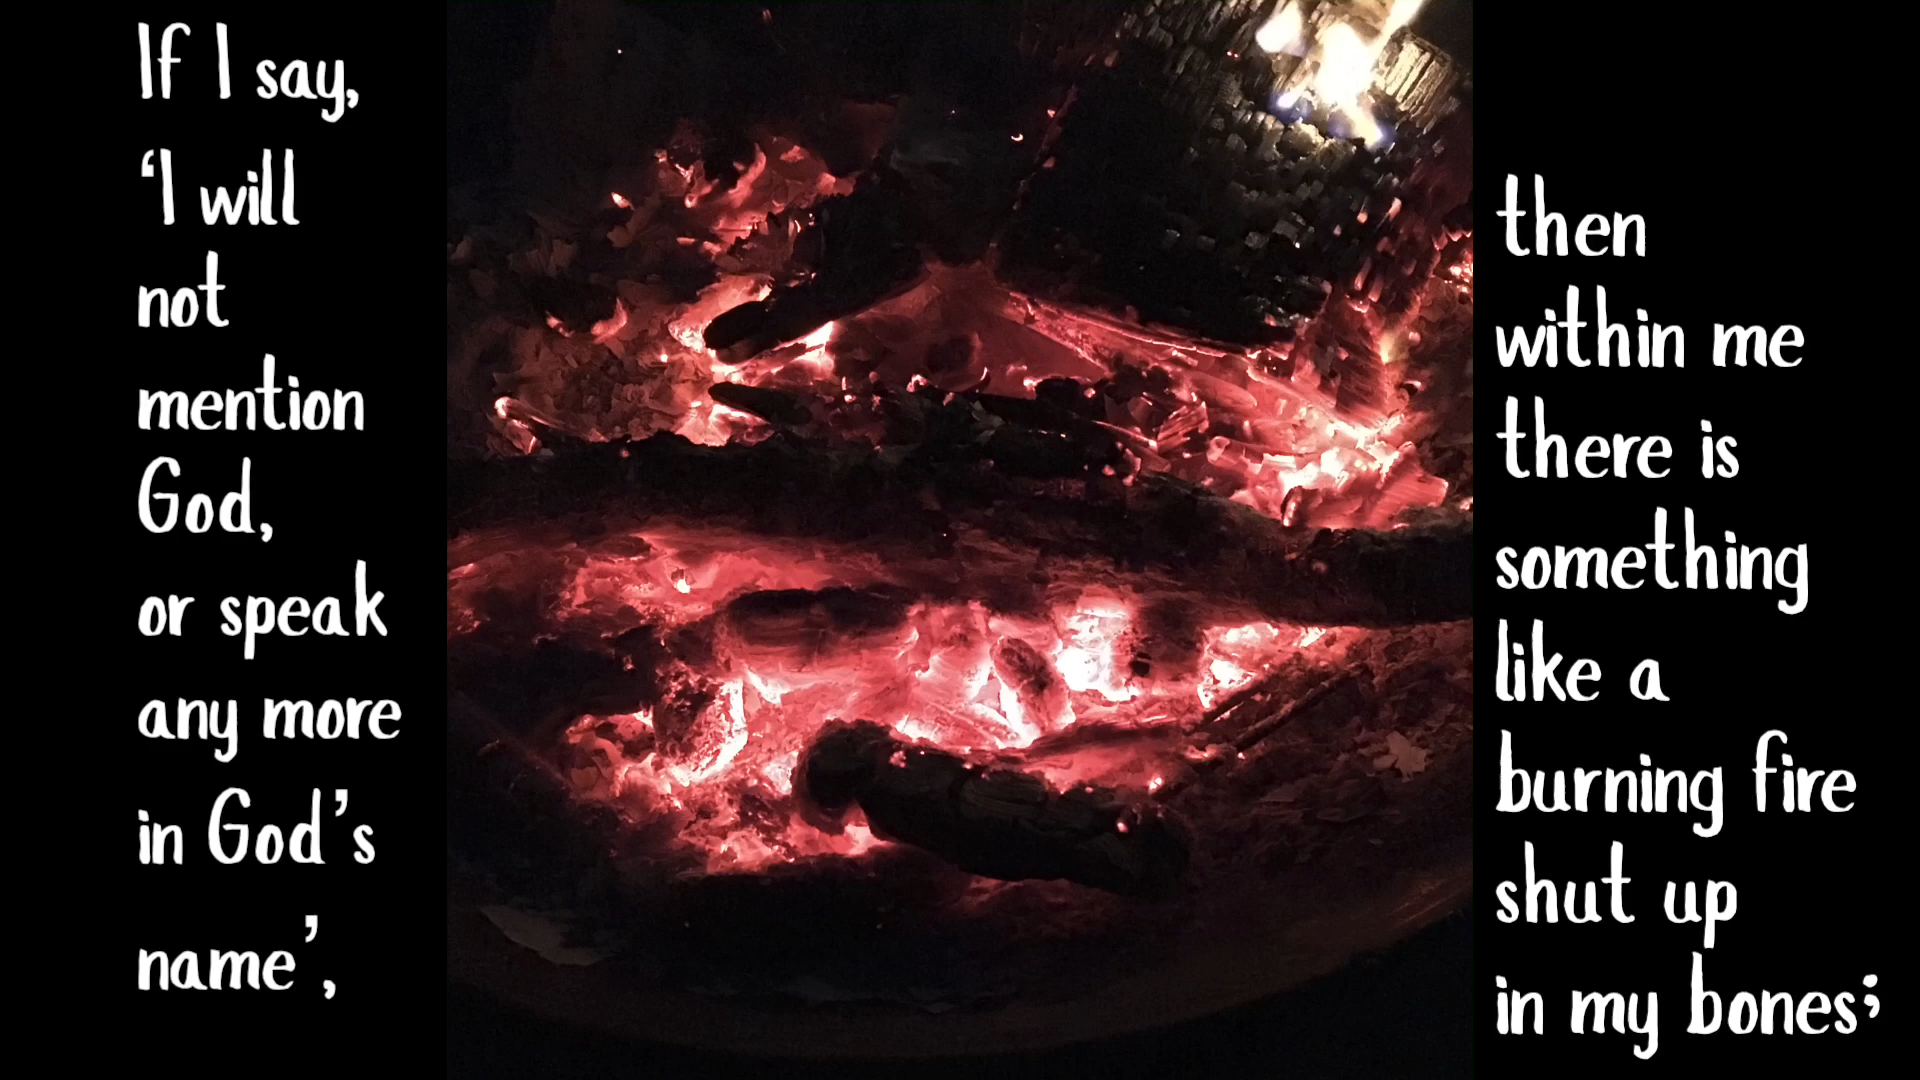 If I say,
‘I will
not
mention
God,
or speak
any more
in God’s
name’,
then
within me
there is
something
like a
burning fire
shut up
in my bones;